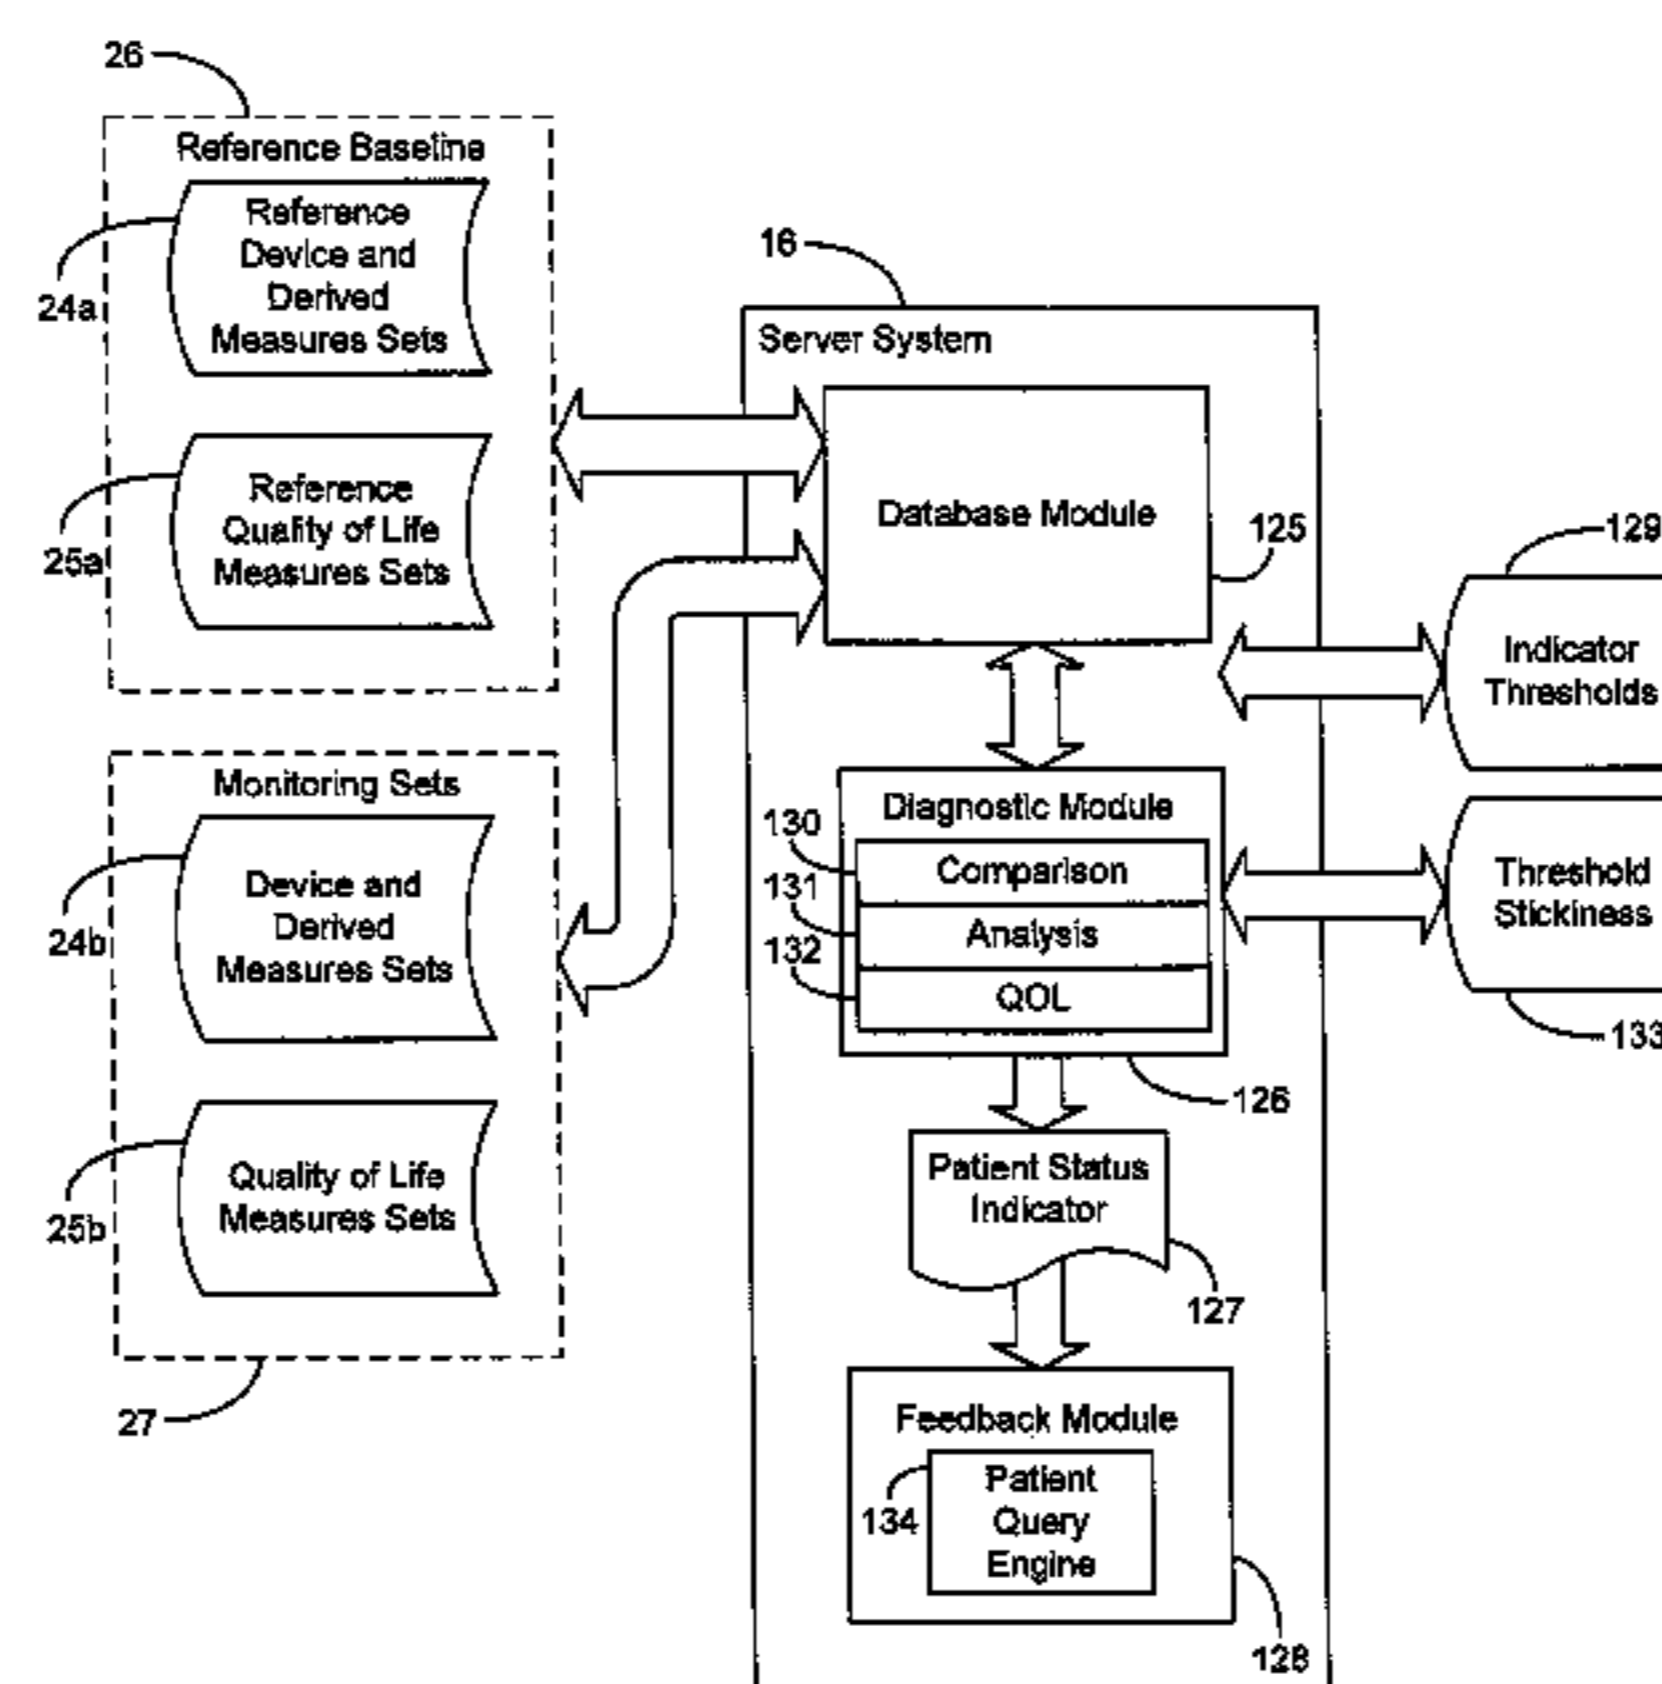 26
Reference Baseline
Reference
Device and
Derived
Measures Sets
24a
Reference
Quality of Life
Measures Sets
25a
Monitoring Sets
Device and
Derived
Measures Sets
24b
Quality of Life
Measures Sets
25b
27
16
Server System
Database Module
125
129
Indicator
Thresholds
Diagnostic Module
130
Comparison
131
Analysis
132
QOL
126
Threshold
Stickiness
133
Patient Status
Indicator
127
Feedback Module
134
Patient
Query
Engine
128